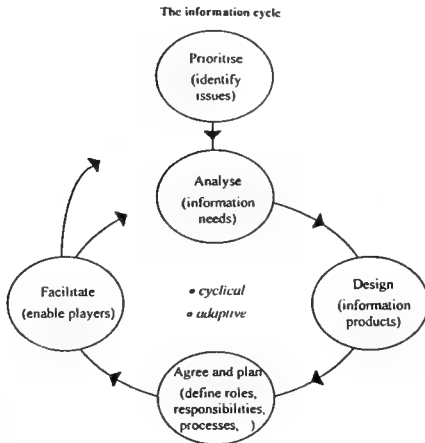 The information cycle
Prioritise
(identify
issues)
Analyse
(information
needs)
Design
(information
products)
Facilitate
(enable players)
• cyclical
• adaptive
Agree and plan
(define roles,
responsibilities,
processes, )